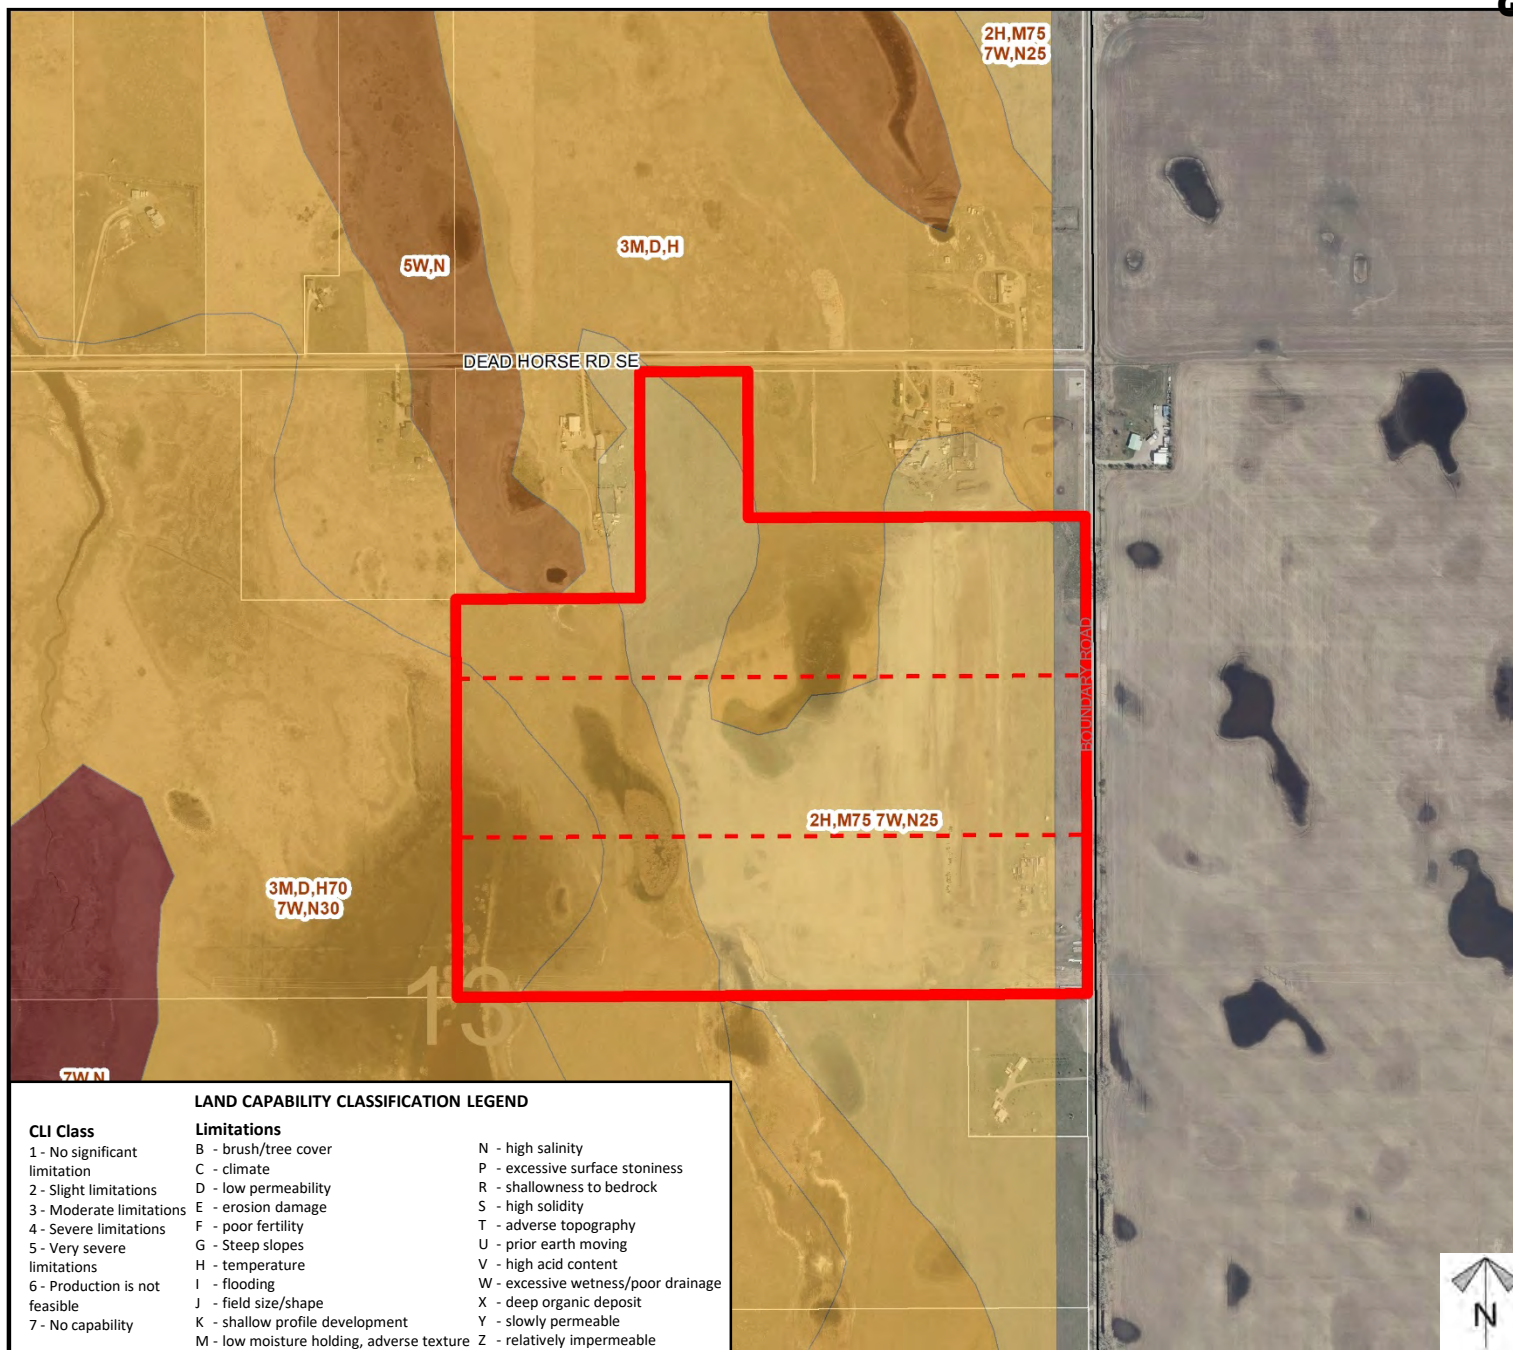 2H,M75
7W,N25
5W,N
3M,D,H
DEAD HORSE RD SE
BOUNDARY ROAD
2H,M75 7W,N25
3M,D,H70
7W,N30
13
7W,N
LAND CAPABILITY CLASSIFICATION LEGEND
CLI Class
1 - No significant
limitation
2 - Slight limitations
3 - Moderate limitations
4 - Severe limitations
5 - Very severe
limitations
6 - Production is not
feasible
7 - No capability
Limitations
B - brush/tree cover
C - climate
D - low permeability
E - erosion damage
F - poor fertility
G - Steep slopes
H - temperature
I - flooding
J - field size/shape
K - shallow profile development
M - low moisture holding, adverse texture
N - high salinity
P - excessive surface stoniness
R - shallowness to bedrock
S - high solidity
T - adverse topography
U - prior earth moving
V - high acid content
W - excessive wetness/poor drainage
X - deep organic deposit
Y - slowly permeable
Z - relatively impermeable
N